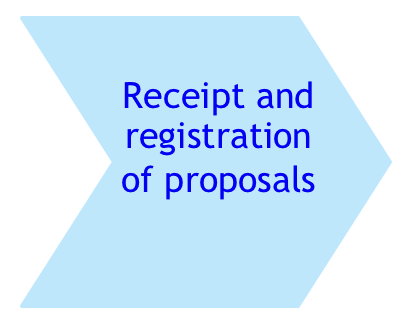 Receipt and
registration
of proposals